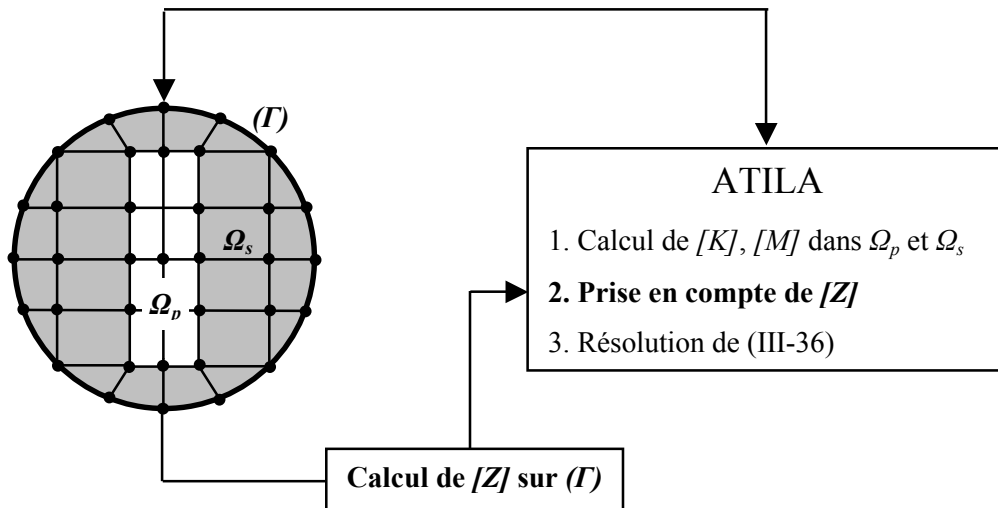 (Γ)
Ωs
Ωp
ATILA
1. Calcul de [K], [M] dans Ωp et Ωs
2. Prise en compte de [Z]
3. Résolution de (III-36)
Calcul de [Z] sur (Γ)